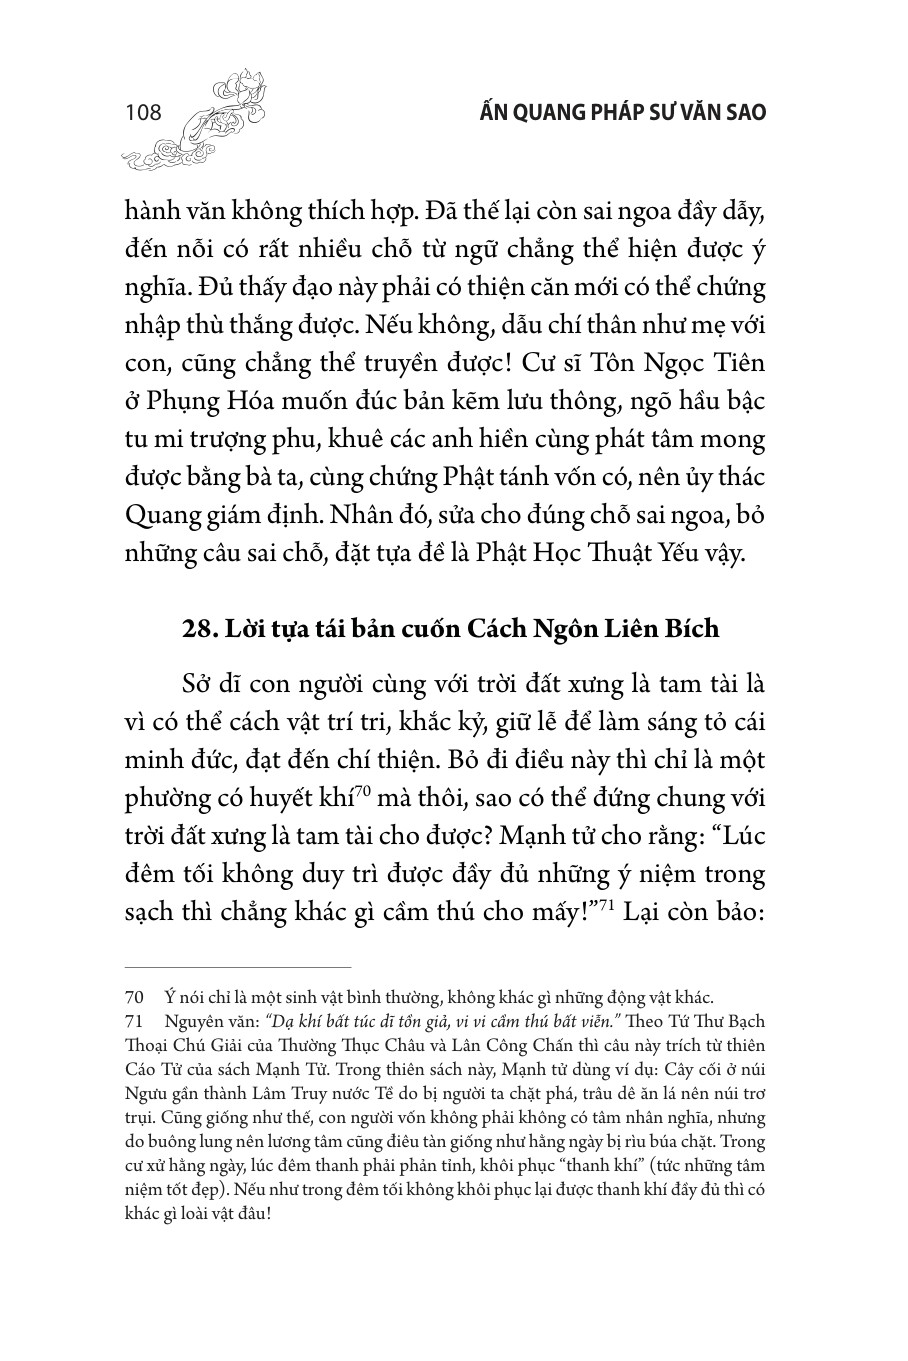 108
ẤN QUANG PHÁP SƯ VĂN SAO
hành văn không thích hợp. Đã thế lại còn sai ngoa đầy dẫy,
đến nỗi có rất nhiều chỗ từ ngữ chẳng thể hiện được ý
nghĩa. Đủ thấy đạo này phải có thiện căn mới có thể chứng
nhập thù thắng được. Nếu không, dẫu chí thân như mẹ với
con, cũng chẳng thể truyền được! Cư sĩ Tôn Ngọc Tiên
ở Phụng Hóa muốn đúc bản kẽm lưu thông, ngõ hầu bậc
tu mi trượng phu, khuê các anh hiền cùng phát tâm mong
được bằng bà ta, cùng chứng Phật tánh vốn có, nên ủy thác
Quang giám định. Nhân đó, sửa cho đúng chỗ sai ngoa, bỏ
những câu sai chỗ, đặt tựa đề là Phật Học Thuật Yếu vậy.
28. Lời tựa tái bản cuốn Cách Ngôn Liên Bích
Sở dĩ con người cùng với trời đất xưng là tam tài là
vì có thể cách vật trí tri, khắc kỷ, giữ lễ để làm sáng tỏ cái
minh đức, đạt đến chí thiện. Bỏ đi điều này thì chỉ là một
phường có huyết khí70 mà thôi, sao có thể đứng chung với
trời đất xưng là tam tài cho được? Mạnh tử cho rằng: “Lúc
đêm tối không duy trì được đầy đủ những ý niệm trong
sạch thì chẳng khác gì cầm thú cho mấy!”71 Lại còn bảo:
70 Ý nói chỉ là một sinh vật bình thường, không khác gì những động vật khác.
71 Nguyên văn: “Dạ khí bất túc dĩ tồn giả, vi vi cầm thú bất viễn.” Theo Tứ Thư Bạch
Thoại Chú Giải của Thường Thục Châu và Lân Công Chấn thì câu này trích từ thiên
Cáo Tử của sách Mạnh Tử. Trong thiên sách này, Mạnh tử dùng ví dụ: Cây cối ở núi
Ngưu gần thành Lâm Truy nước Tề do bị người ta chặt phá, trâu dê ăn lá nên núi trơ
trụi. Cũng giống như thế, con người vốn không phải không có tâm nhân nghĩa, nhưng
do buông lung nên lương tâm cũng điêu tàn giống như hằng ngày bị rìu búa chặt. Trong
cư xử hằng ngày, lúc đêm thanh phải phản tỉnh, khôi phục “thanh khí” (tức những tâm
niệm tốt đẹp). Nếu như trong đêm tối không khôi phục lại được thanh khí đầy đủ thì có
khác gì loài vật đâu!